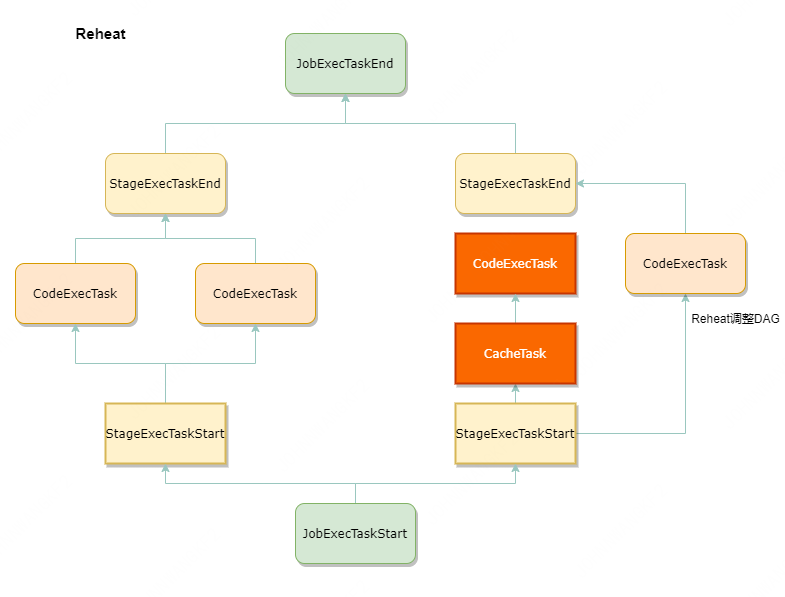 Reheat
JobExecTaskEnd
StageExecTaskEnd
StageExecTaskEnd
CodeExecTask
CodeExecTask
CodeExecTask
CodeExecTask
Reheat调整DAG
CacheTask
StageExecTaskStart
StageExecTaskStart
JobExecTaskStart